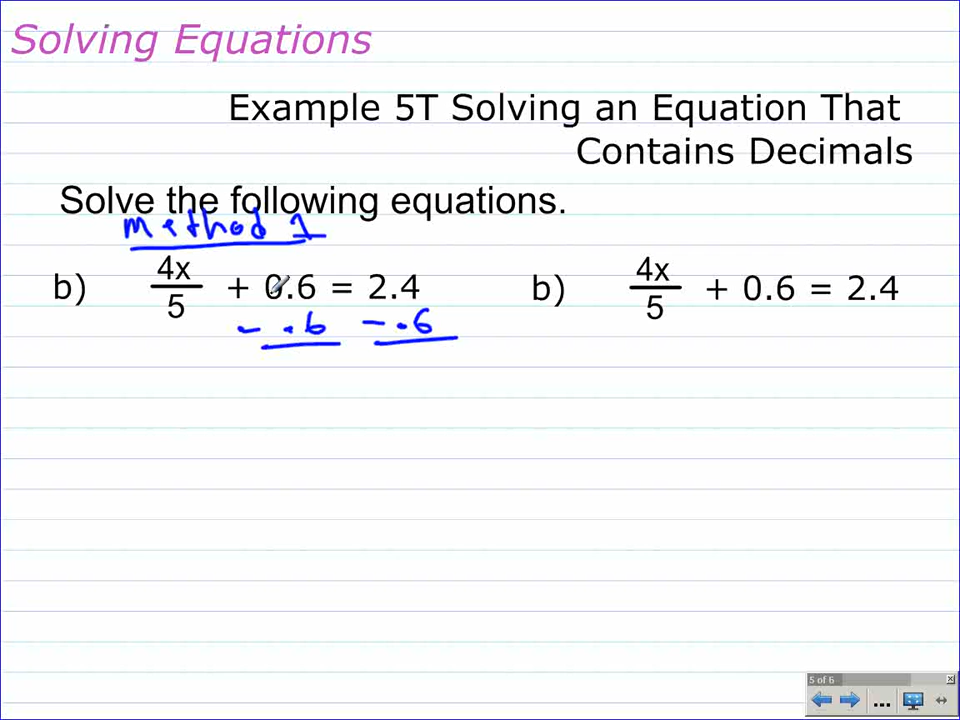 Solving Equations
Example 5T Solving an Equation That
Contains Decimals
Solve the following equations.
method 1
b) 4x/5 + 0.6 = 2.4
- .6 - .6
b) 4x/5 + 0.6 = 2.4
5 of 6